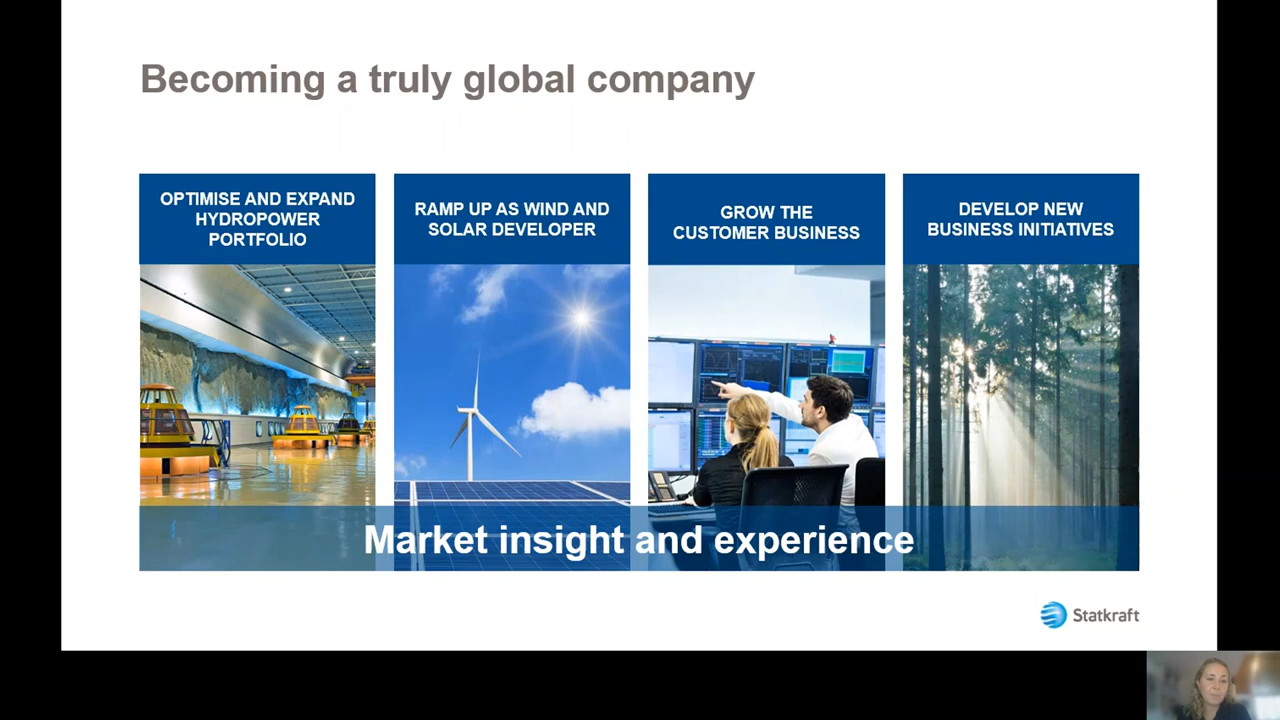 Becoming a truly global company
OPTIMISE AND EXPAND
HYDROPOWER
PORTFOLIO
RAMP UP AS WIND AND
SOLAR DEVELOPER
GROW THE
CUSTOMER BUSINESS
DEVELOP NEW
BUSINESS INITIATIVES
Market insight and experience
Statkraft